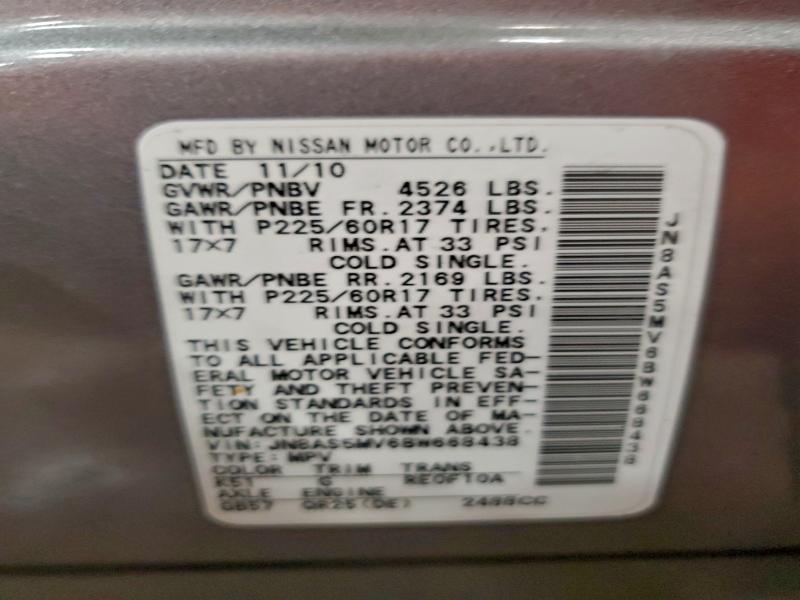 MFD BY NISSAN MOTOR CO.,LTD.
DATE 11/10
GVWR/PNBV 4526 LBS.
GAWR/PNBE FR. 2374 LBS.
WITH P225/60R17 TIRES.
17×7 RIMS.AT 33 PSI
COLD SINGLE.
GAWR/PNBE RR. 2169 LBS.
WITH P225/60R17 TIRES.
17×7 RIMS.AT 33 PSI
COLD SINGLE.
THIS VEHICLE CONFORMS
TO ALL APPLICABLE FED-
ERAL MOTOR VEHICLE SA-
FETY AND THEFT PREVEN-
TION STANDARDS IN EFF-
ECT ON THE DATE OF MA-
NUFACTURE SHOWN ABOVE.
VIN: JN8AS5MV6BW668438
TYPE: MPV
COLOR TRIM TRANS
K51 G RE0F10A
AXLE ENGINE
GB57 QR25(DE) 2488CC
JN8AS5MV6BW668438